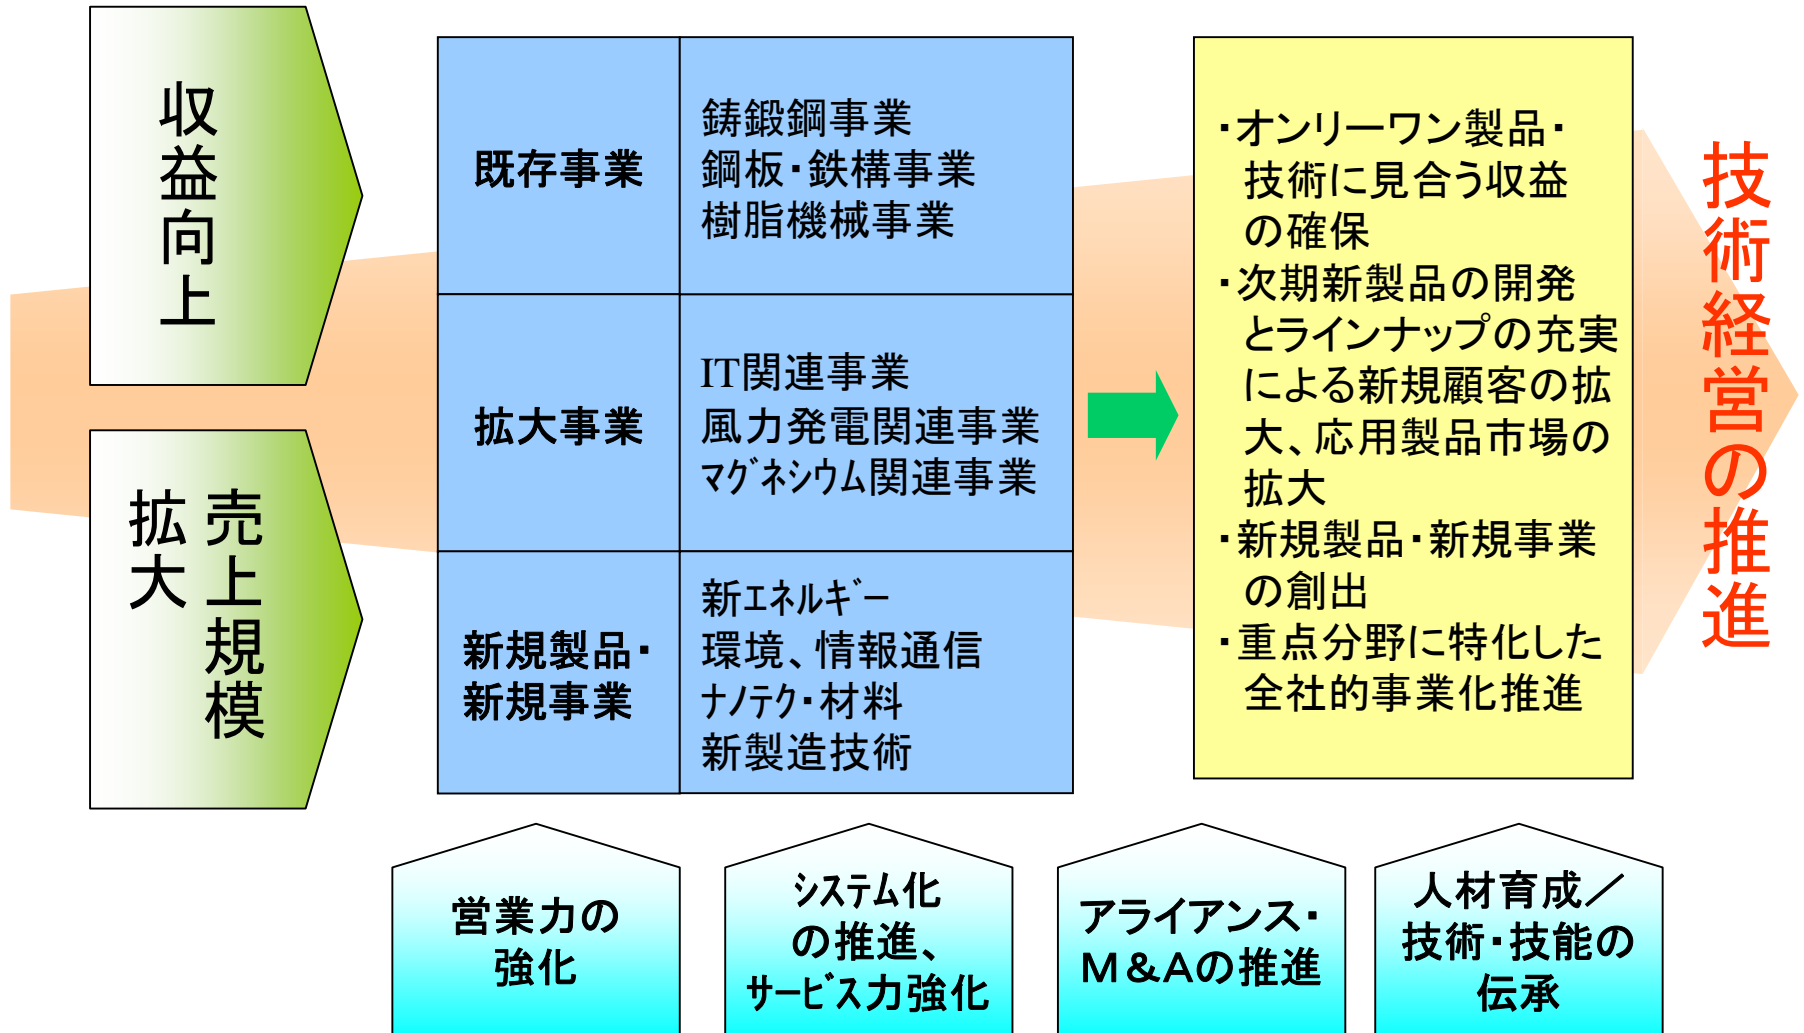 収益向上
売上規模
拡大
既存事業
鋳鍛鋼事業
鋼板・鉄構事業
樹脂機械事業
拡大事業
IT関連事業
風力発電関連事業
ﾏｸﾞﾈｼｳﾑ関連事業
新規製品・
新規事業
新ｴﾈﾙｷﾞｰ
環境、情報通信
ﾅﾉﾃｸ・材料
新製造技術
・オンリーワン製品・
技術に見合う収益
の確保
・次期新製品の開発
とラインナップの充実
による新規顧客の拡
大、応用製品市場の
拡大
・新規製品・新規事業
の創出
・重点分野に特化した
全社的事業化推進
技術経営の推進
営業力の
強化
ｼｽﾃﾑ化
の推進、
ｻｰﾋﾞｽ力強化
アライアンス・
Ｍ＆Ａの推進
人材育成／
技術・技能の
伝承